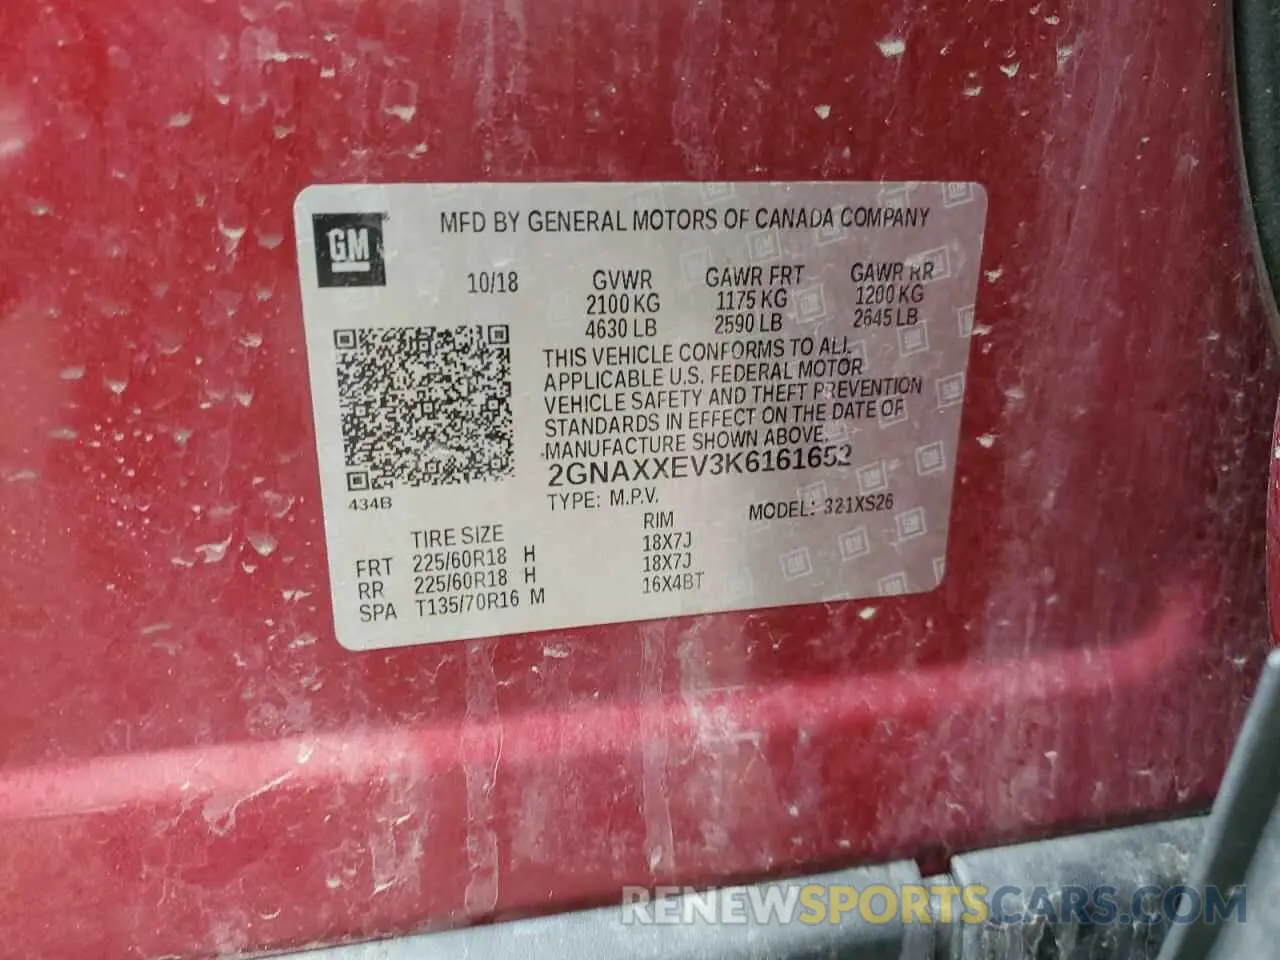 GM
MFD BY GENERAL MOTORS OF CANADA COMPANY
10/18 GVWR GAWR FRT GAWR RR
2100 KG 1175 KG 1200 KG
4630 LB 2590 LB 2645 LB
THIS VEHICLE CONFORMS TO ALL
APPLICABLE U.S. FEDERAL MOTOR
VEHICLE SAFETY AND THEFT PREVENTION
STANDARDS IN EFFECT ON THE DATE OF
MANUFACTURE SHOWN ABOVE.
2GNAXXEV3K6161652
434B
TYPE: M.P.V. MODEL: 321XS26
TIRE SIZE RIM
FRT 225/60R18 H 18X7J
RR 225/60R18 H 18X7J
SPA T135/70R16 M 16X4BT
RENEWSPORTSCARS.COM